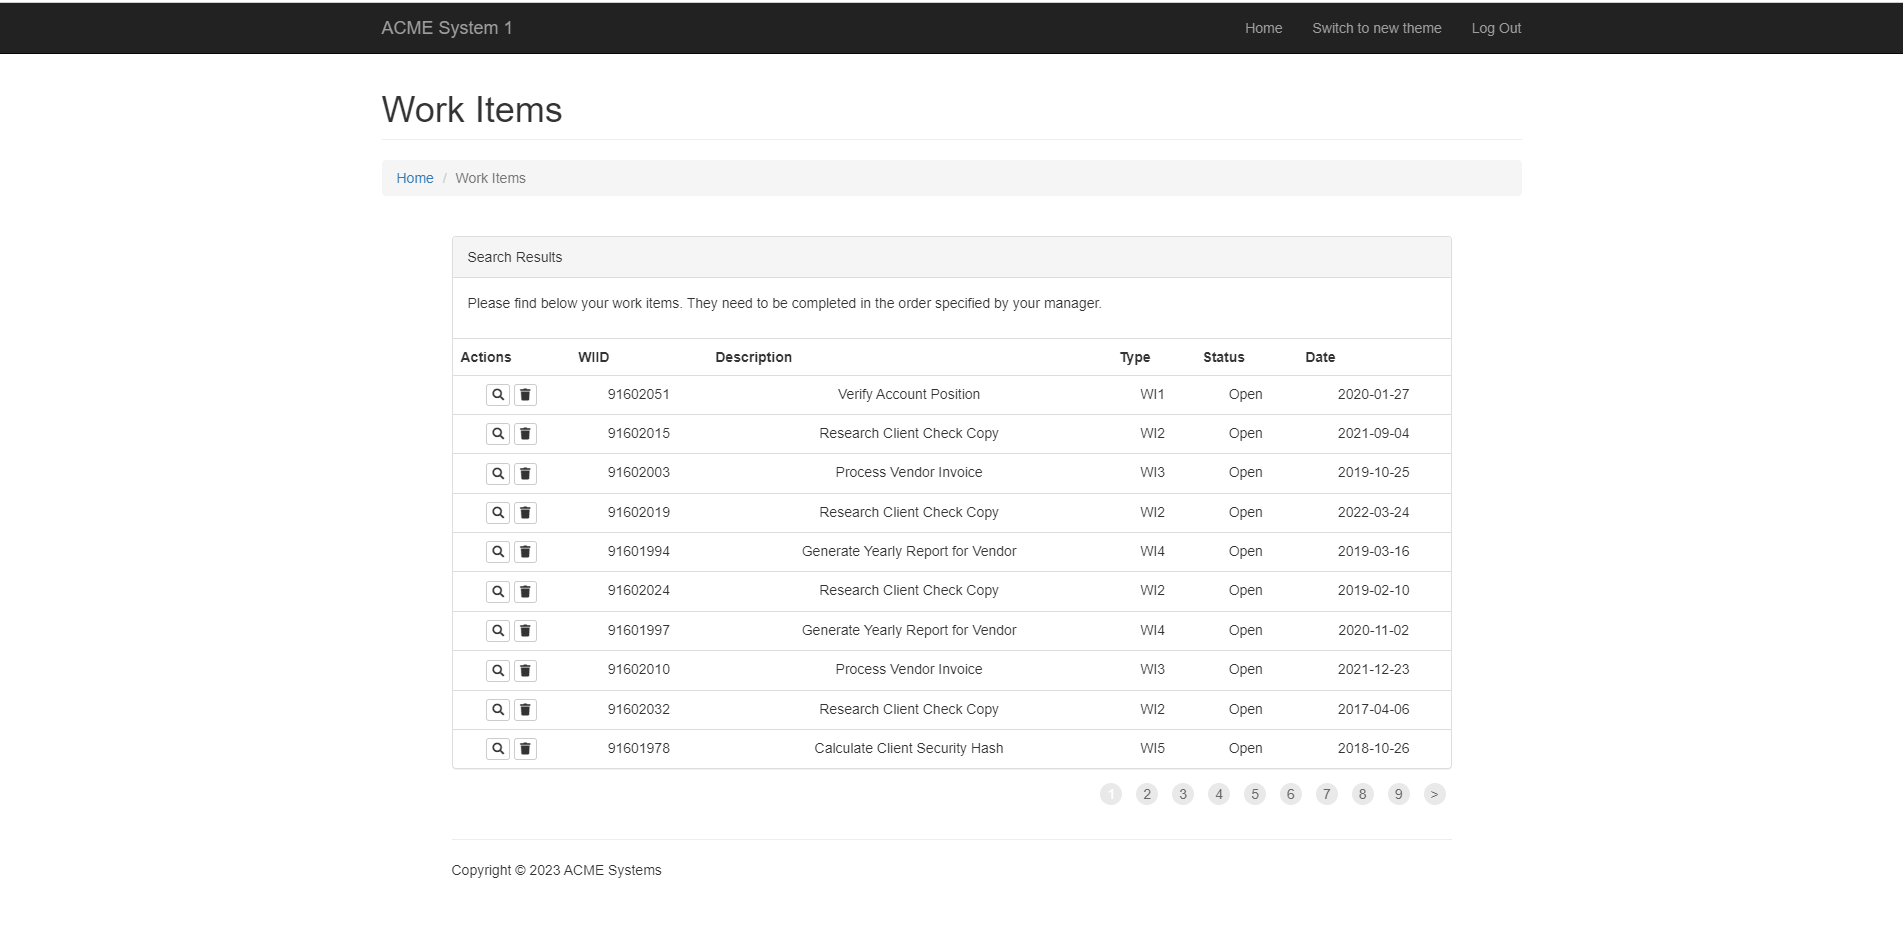 ACME System 1 Home Switch to new theme Log Out
Work Items
Home / Work Items
Search Results
Please find below your work items. They need to be completed in the order specified by your manager.
Actions WIID Description Type Status Date
91602051 Verify Account Position WI1 Open 2020-01-27
91602015 Research Client Check Copy WI2 Open 2021-09-04
91602003 Process Vendor Invoice WI3 Open 2019-10-25
91602019 Research Client Check Copy WI2 Open 2022-03-24
91601994 Generate Yearly Report for Vendor WI4 Open 2019-03-16
91602024 Research Client Check Copy WI2 Open 2019-02-10
91601997 Generate Yearly Report for Vendor WI4 Open 2020-11-02
91602010 Process Vendor Invoice WI3 Open 2021-12-23
91602032 Research Client Check Copy WI2 Open 2017-04-06
91601978 Calculate Client Security Hash WI5 Open 2018-10-26
1 2 3 4 5 6 7 8 9 >
Copyright © 2023 ACME Systems